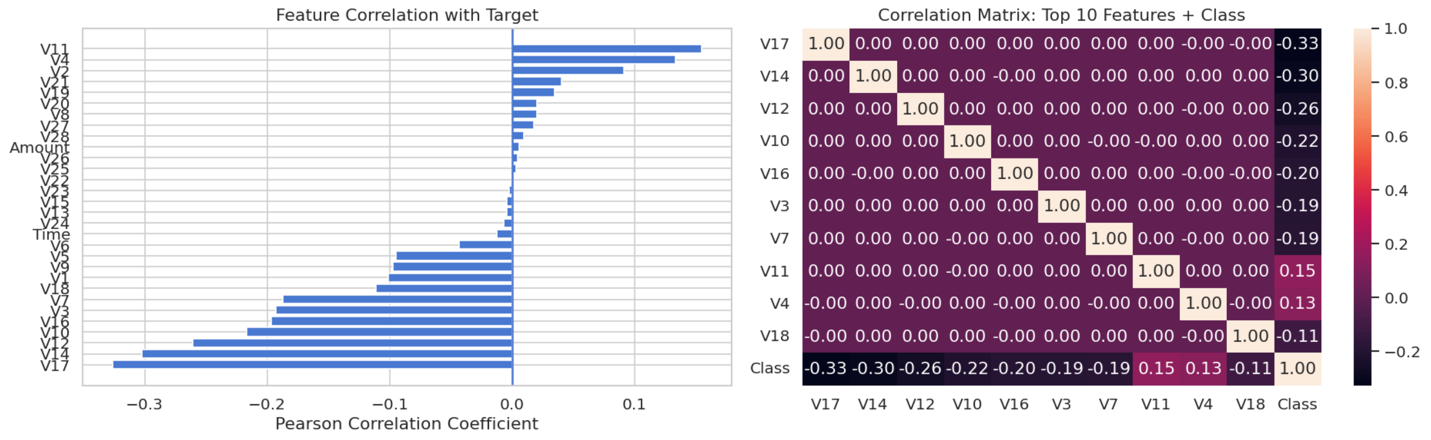 Feature Correlation with Target
V11
V4
V2
V21
V19
V20
V8
V27
V28
Amount
V26
V25
V22
V23
V15
V13
V24
Time
V6
V5
V9
V1
V18
V7
V3
V16
V10
V12
V14
V17
−0.3 −0.2 −0.1 0.0 0.1
Pearson Correlation Coefficient
Correlation Matrix: Top 10 Features + Class
V17 1.00 0.00 0.00 0.00 0.00 0.00 0.00 0.00 -0.00 -0.00 -0.33
V14 0.00 1.00 0.00 0.00 -0.00 0.00 0.00 0.00 0.00 0.00 -0.30
V12 0.00 0.00 1.00 0.00 0.00 0.00 0.00 0.00 -0.00 0.00 -0.26
V10 0.00 0.00 0.00 1.00 0.00 0.00 -0.00 -0.00 0.00 0.00 -0.22
V16 0.00 -0.00 0.00 0.00 1.00 0.00 0.00 0.00 -0.00 -0.00 -0.20
V3 0.00 0.00 0.00 0.00 0.00 1.00 0.00 0.00 0.00 0.00 -0.19
V7 0.00 0.00 0.00 -0.00 0.00 0.00 1.00 0.00 -0.00 0.00 -0.19
V11 0.00 0.00 0.00 -0.00 0.00 0.00 0.00 1.00 0.00 0.00 0.15
V4 -0.00 0.00 -0.00 0.00 -0.00 0.00 -0.00 0.00 1.00 -0.00 0.13
V18 -0.00 0.00 0.00 0.00 -0.00 0.00 0.00 0.00 -0.00 1.00 -0.11
Class -0.33 -0.30 -0.26 -0.22 -0.20 -0.19 -0.19 0.15 0.13 -0.11 1.00
V17 V14 V12 V10 V16 V3 V7 V11 V4 V18 Class
1.0
0.8
0.6
0.4
0.2
0.0
−0.2